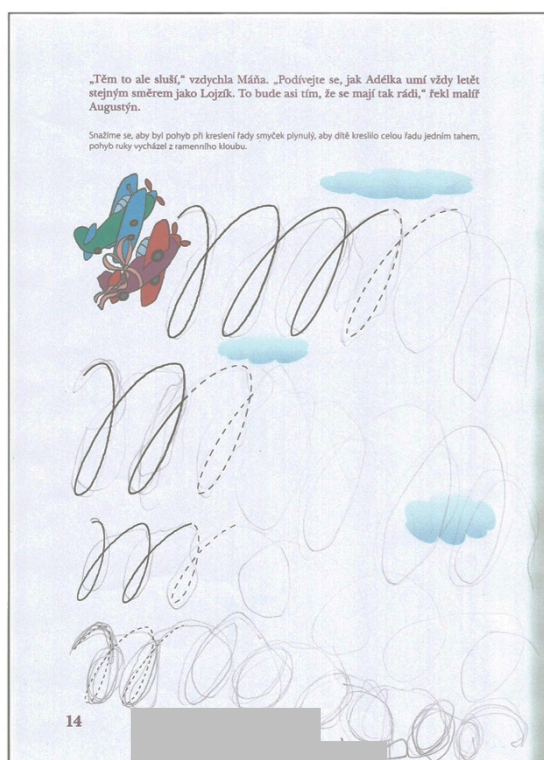 „Těm to ale sluší,“ vzdychla Máňa. „Podívejte se, jak Adélka umí vždy letět
stejným směrem jako Lojzík. To bude asi tím, že se mají tak rádi,“ řekl malíř
Augustýn.
Snažíme se, aby byl pohyb při kreslení řady smyček plynulý, aby dítě kreslilo celou řadu jedním tahem,
pohyb ruky vycházel z ramenního kloubu.
14